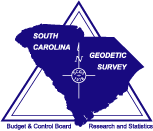 SOUTH
CAROLINA
GEODETIC
SURVEY
N
Budget & Control Board
Research and Statistics